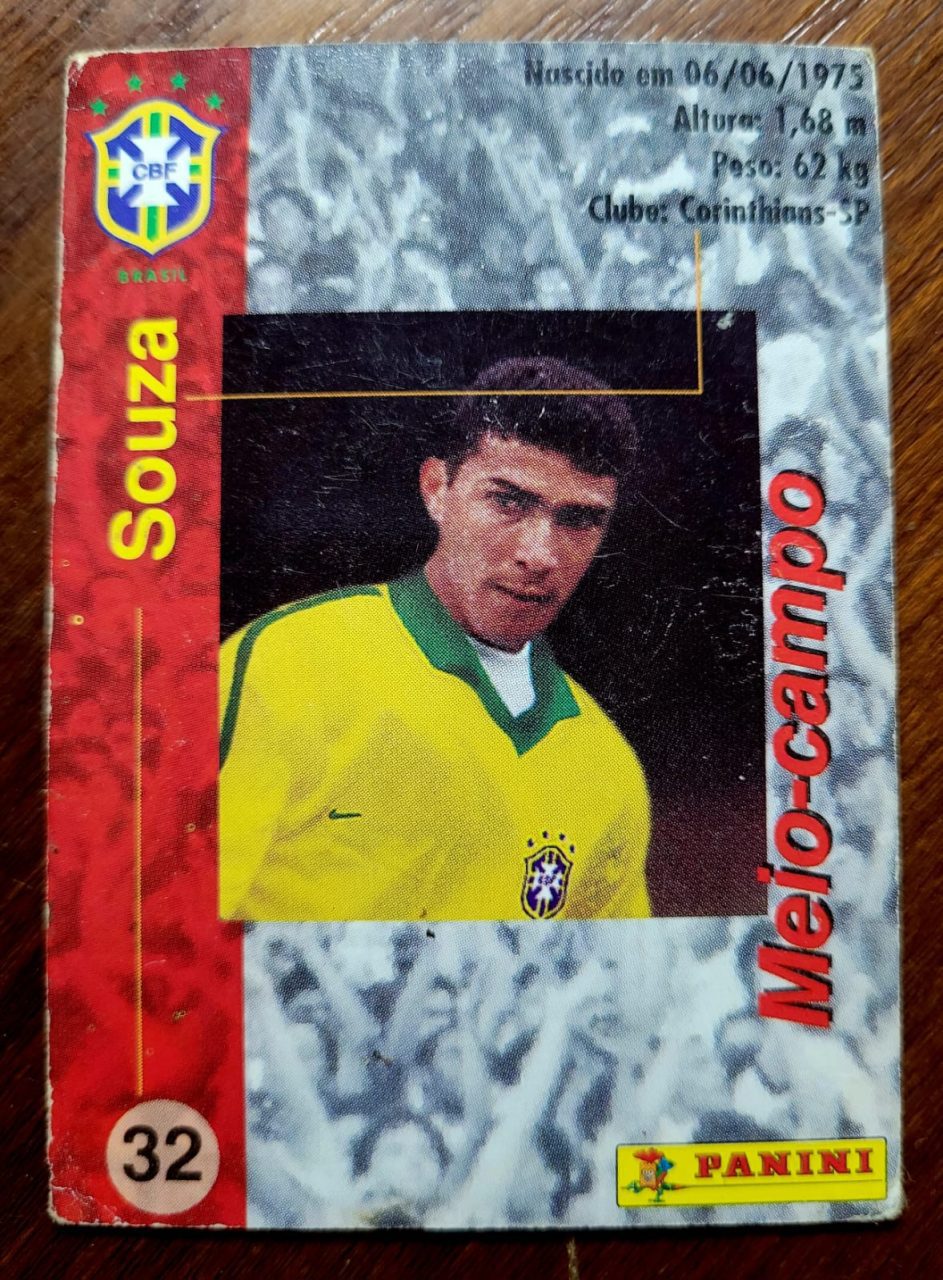 Nascido em 06/06/1975
Altura: 1,68 m
Peso: 62 kg
Clube: Corinthians-SP
CBF
BRASIL
Souza
Meio-campo
CBF
32
PANINI